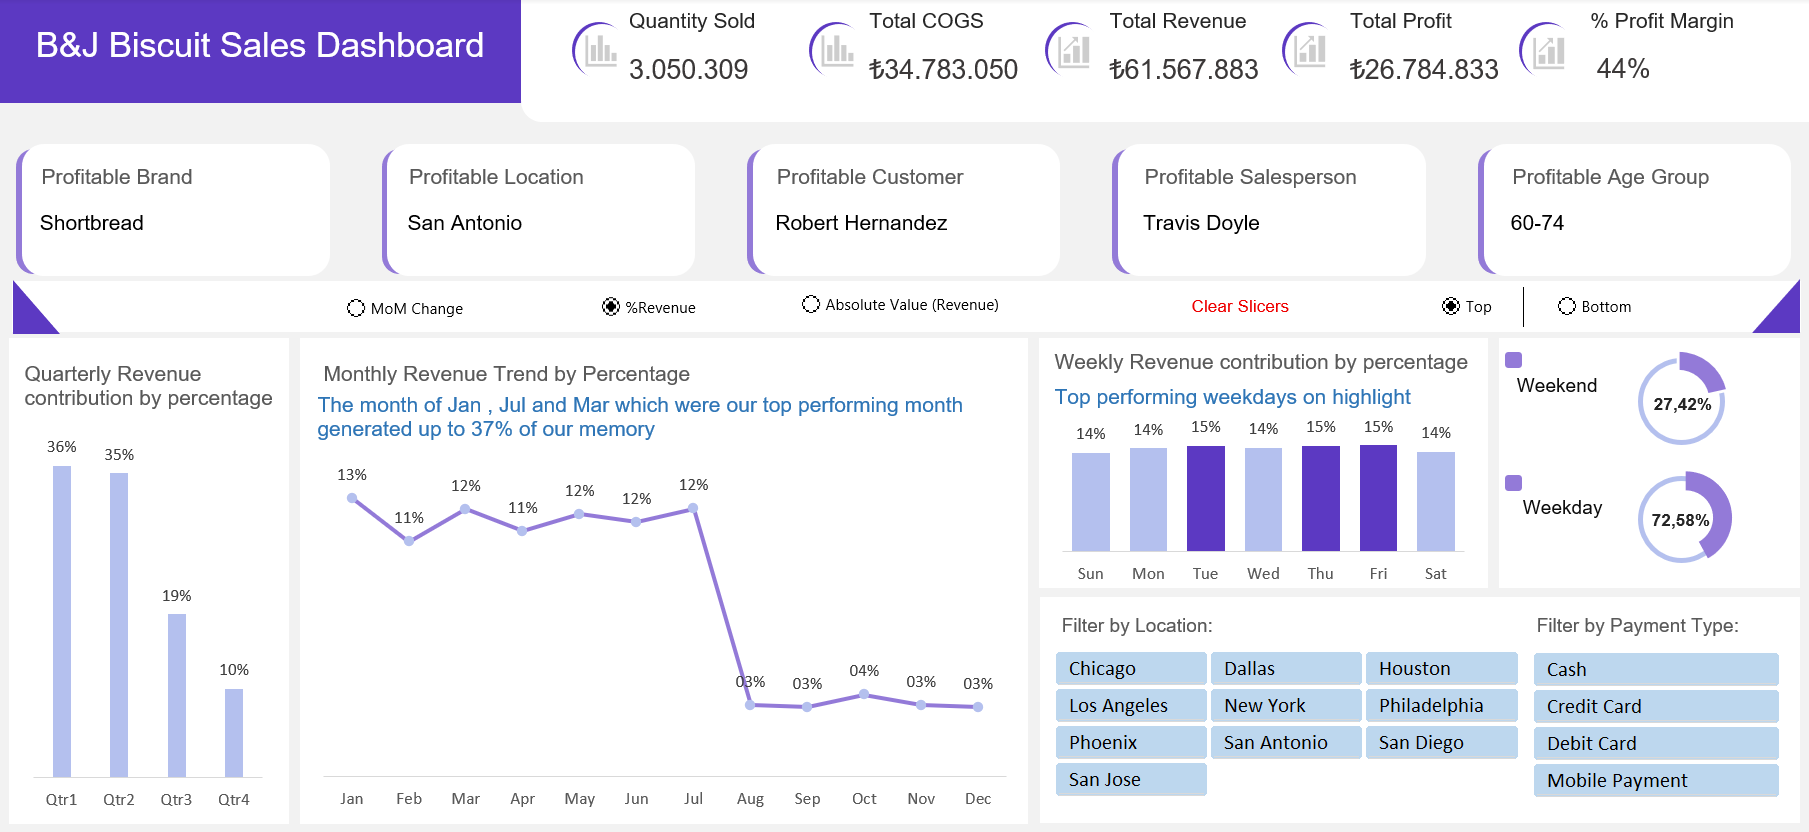 B&J Biscuit Sales Dashboard
Quantity Sold
3.050.309
Total COGS
₺34.783.050
Total Revenue
₺61.567.883
Total Profit
₺26.784.833
% Profit Margin
44%
Profitable Brand
Shortbread
Profitable Location
San Antonio
Profitable Customer
Robert Hernandez
Profitable Salesperson
Travis Doyle
Profitable Age Group
60-74
MoM Change
%Revenue
Absolute Value (Revenue)
Clear Slicers
Top
Bottom
Quarterly Revenue
contribution by percentage
36%
35%
19%
10%
Qtr1
Qtr2
Qtr3
Qtr4
Monthly Revenue Trend by Percentage
The month of Jan , Jul and Mar which were our top performing month
generated up to 37% of our memory
13%
11%
12%
11%
12%
12%
12%
03%
03%
04%
03%
03%
Jan
Feb
Mar
Apr
May
Jun
Jul
Aug
Sep
Oct
Nov
Dec
Weekly Revenue contribution by percentage
Top performing weekdays on highlight
14%
14%
15%
14%
15%
15%
14%
Sun
Mon
Tue
Wed
Thu
Fri
Sat
Weekend
27,42%
Weekday
72,58%
Filter by Location:
Chicago
Dallas
Houston
Los Angeles
New York
Philadelphia
Phoenix
San Antonio
San Diego
San Jose
Filter by Payment Type:
Cash
Credit Card
Debit Card
Mobile Payment